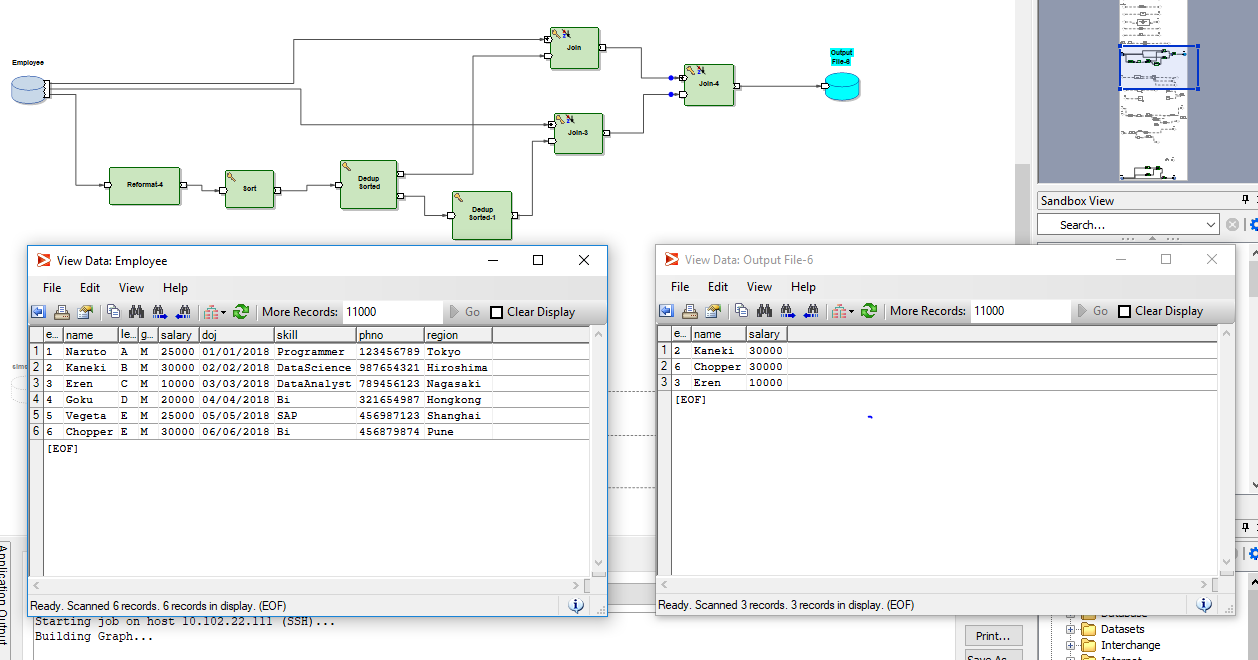 Employee
Join
Output
File-6
Join-4
Join-3
Reformat-4
Sort
Dedup
Sorted
Dedup
Sorted-1
Sandbox View
Search...
View Data: Employee
File Edit View Help
More Records: 11000 Go Clear Display
e... name le... g... salary doj skill phno region
1 1 Naruto A M 25000 01/01/2018 Programmer 123456789 Tokyo
2 2 Kaneki B M 30000 02/02/2018 DataScience 987654321 Hiroshima
3 3 Eren C M 10000 03/03/2018 DataAnalyst 789456123 Nagasaki
4 4 Goku D M 20000 04/04/2018 Bi 321654987 Hongkong
5 5 Vegeta E M 25000 05/05/2018 SAP 456987123 Shanghai
6 6 Chopper E M 30000 06/06/2018 Bi 456879874 Pune
[EOF]
Ready. Scanned 6 records. 6 records in display. (EOF)
View Data: Output File-6
File Edit View Help
More Records: 11000 Go Clear Display
e... name salary
1 2 Kaneki 30000
2 6 Chopper 30000
3 3 Eren 10000
[EOF]
Ready. Scanned 3 records. 3 records in display. (EOF)
Application Output
Starting job on host 10.102.22.111 (SSH)...
Building Graph...
Print...
Save As...
Database
Datasets
Interchange